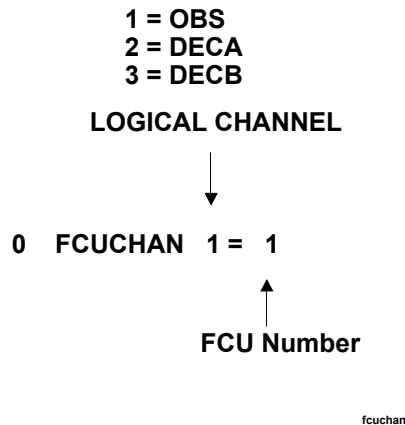 1 = OBS
2 = DECA
3 = DECB
LOGICAL CHANNEL
0 FCUCHAN 1 = 1
FCU Number
fcuchan